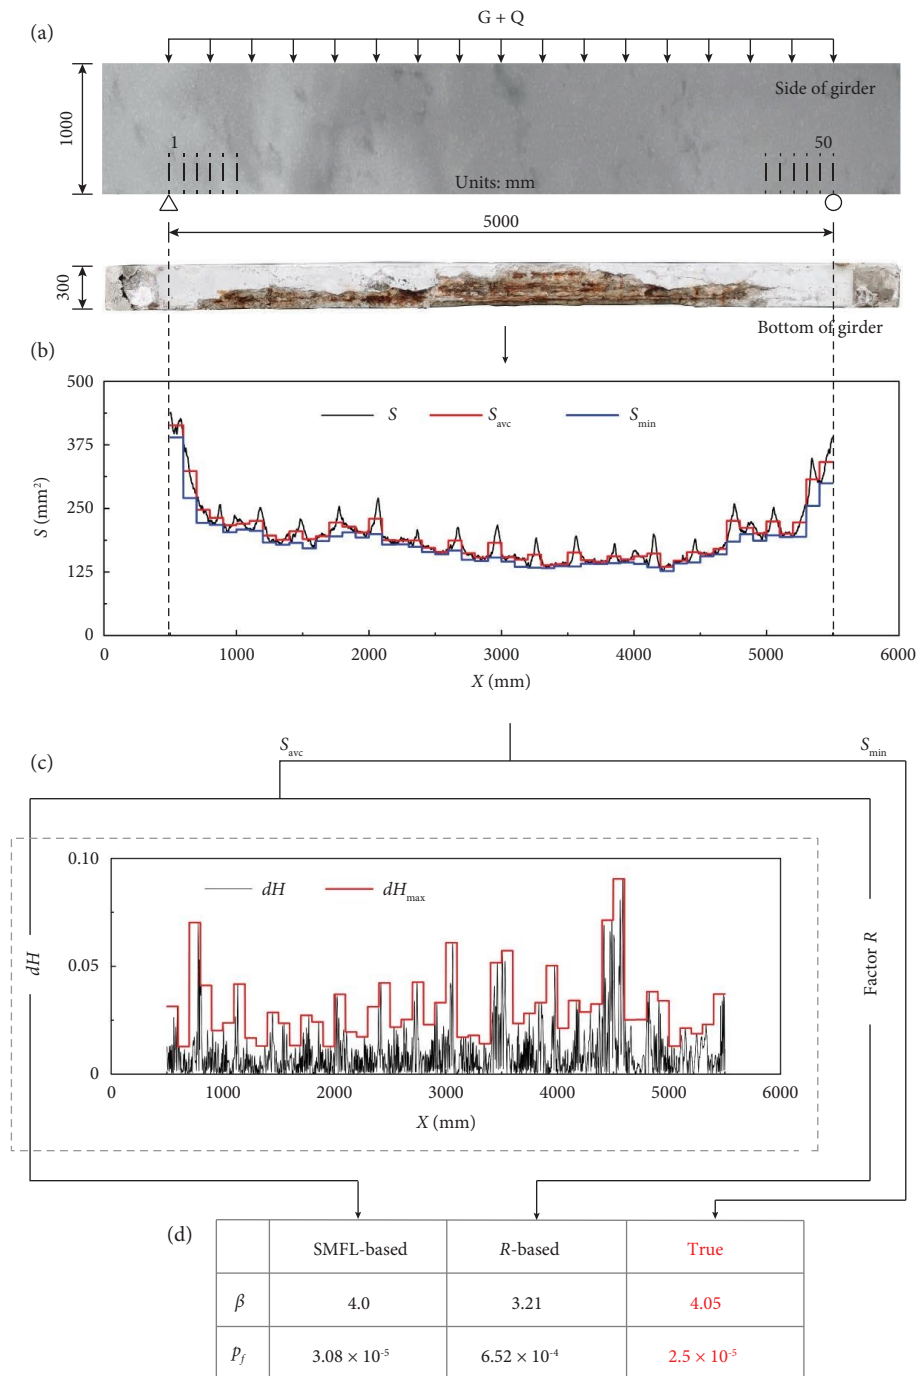 G + Q
(a)
Side of girder
1000
1
50
Units: mm
5000
300
Bottom of girder
(b)
500
375
250
125
0
S (mm²)
S
S_avc
S_min
0
1000
2000
3000
4000
5000
6000
X (mm)
S_avc
S_min
(c)
0.10
0.05
0
dH
dH
dH_max
Factor R
0
1000
2000
3000
4000
5000
6000
X (mm)
(d)
SMFL-based
R-based
True
β
4.0
3.21
4.05
p_f
3.08 × 10⁻⁵
6.52 × 10⁻⁴
2.5 × 10⁻⁵